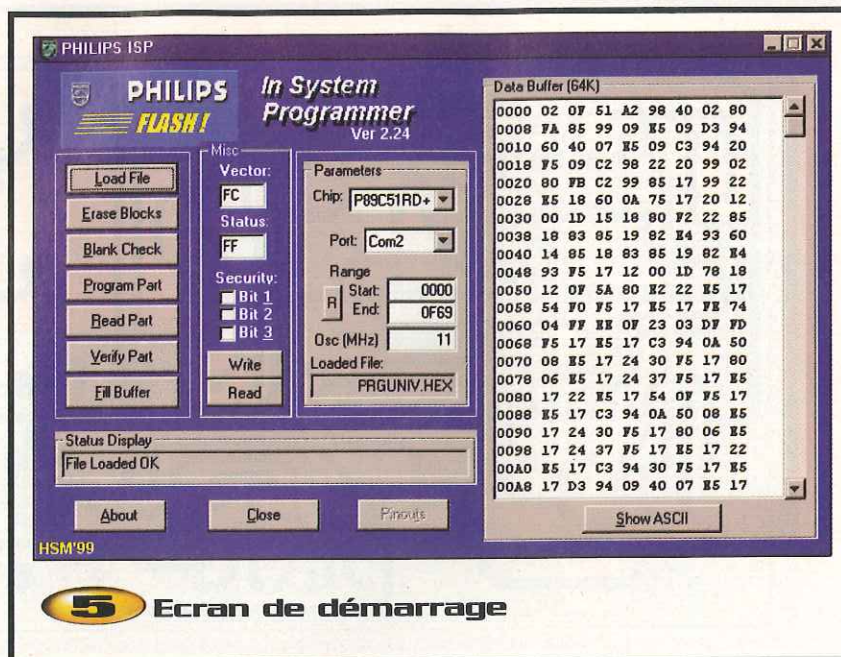 PHILIPS ISP
PHILIPS
FLASH!
In System
Programmer
Ver 2.24
Load File
Erase Blocks
Blank Check
Program Part
Read Part
Verify Part
Fill Buffer
Misc
Vector:
FC
Status:
FF
Security:
Bit 1
Bit 2
Bit 3
Write
Read
Parameters
Chip: P89C51RD+
Port: Com2
Range
R
Start: 0000
End: 0F69
Osc (MHz) 11
Loaded File:
PRGUNIV.HEX
Status Display
File Loaded OK
About
Close
Pinouts
HSM'99
Data Buffer (64K)
0000 02 0F 51 A2 98 40 02 80
0008 FA 85 99 09 E5 09 D3 94
0010 60 40 07 E5 09 C3 94 20
0018 F5 09 C2 98 22 20 99 02
0020 80 FB C2 99 85 17 99 22
0028 E5 18 60 0A 75 17 20 12
0030 00 1D 15 18 80 F2 22 85
0038 18 83 85 19 82 E4 93 60
0040 14 85 18 83 85 19 82 E4
0048 93 F5 17 12 00 1D 78 18
0050 12 0F 5A 80 E2 22 E5 17
0058 54 F0 F5 17 E5 17 FE 74
0060 04 FF EE 0F 23 03 DF FD
0068 F5 17 E5 17 C3 94 0A 50
0070 08 E5 17 24 30 F5 17 80
0078 06 E5 17 24 37 F5 17 E5
0080 17 22 E5 17 54 0F F5 17
0088 E5 17 C3 94 0A 50 08 E5
0090 17 24 30 F5 17 80 06 E5
0098 17 24 37 F5 17 E5 17 22
00A0 E5 17 C3 94 30 F5 17 E5
00A8 17 D3 94 09 40 07 E5 17
Show ASCII
5 Ecran de démarrage